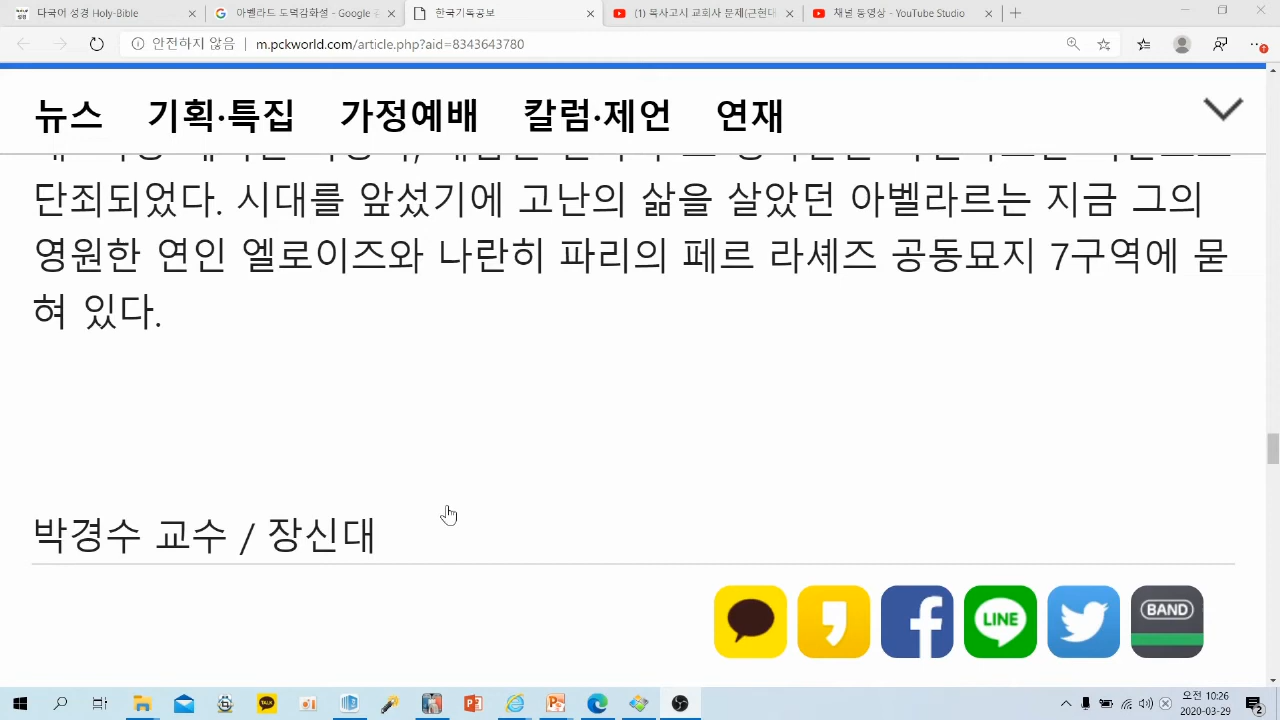 다국어 성경 Holy-Bible
아벨라드 도덕감화설 - Google 
한국기독공보
(1) 목사고시 교회사 문제(근현대
채널 동영상 - YouTube Studio
안전하지 않음 m.pckworld.com/article.php?aid=8343643780
뉴스 기획·특집 가정예배 칼럼·제언 연재
단죄되었다. 시대를 앞섰기에 고난의 삶을 살았던 아벨라르는 지금 그의
영원한 연인 엘로이즈와 나란히 파리의 페르 라셰즈 공동묘지 7구역에 묻
혀 있다.
박경수 교수 / 장신대
LINE
BAND
TALK
오전 10:26
2020-03-29
2